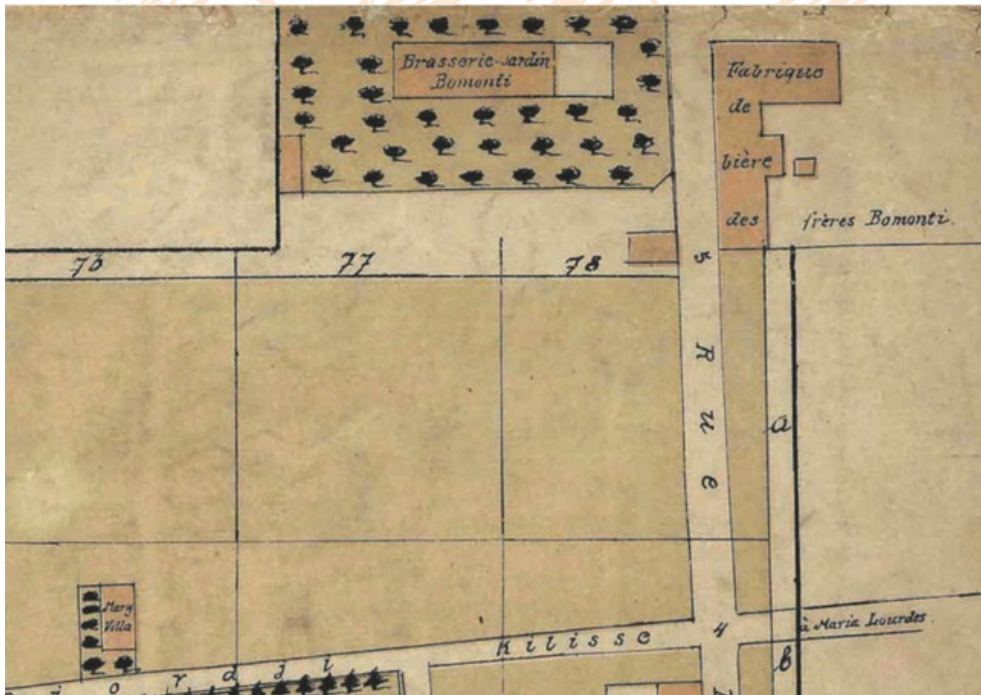 Brasserie-Jardin
Bomonti
Fabrique
de
bière
des frères Bomonti.
76 77 78
5
Rue
a
Mary
Villa
Kilisse
4
à Maria Lourdes.
b